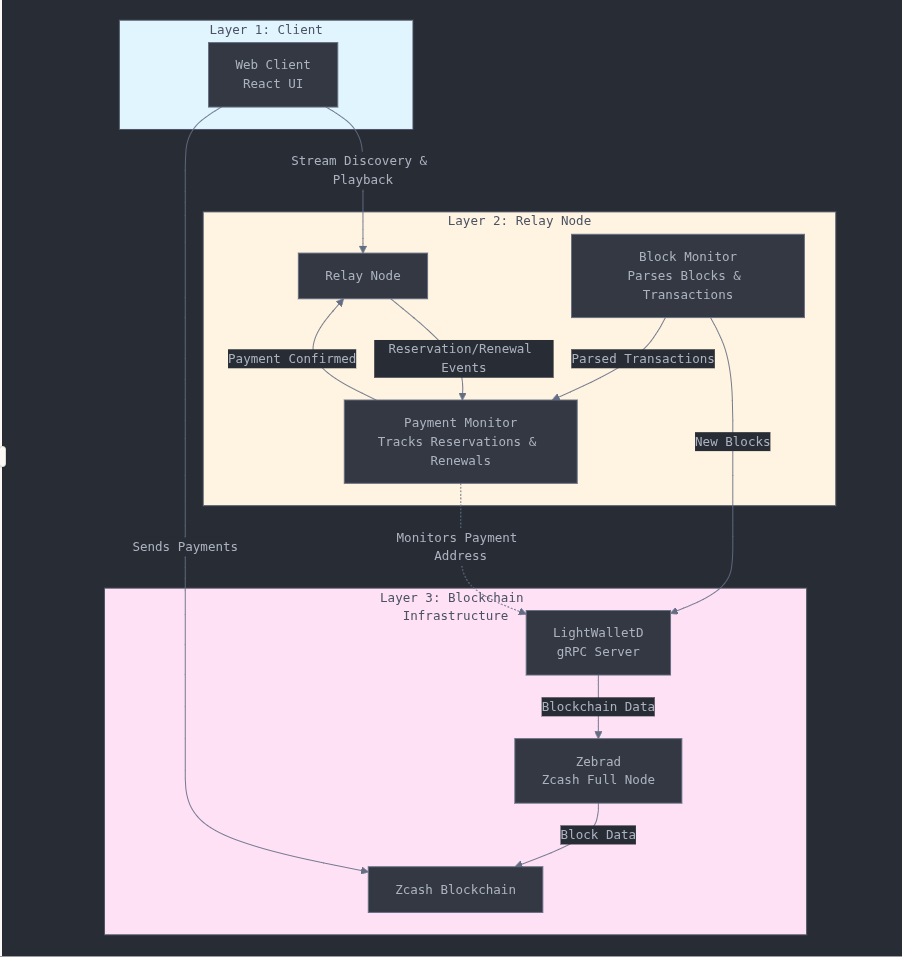 Layer 1: Client
Web Client
React UI
Stream Discovery &
Playback
Layer 2: Relay Node
Relay Node
Block Monitor
Parses Blocks &
Transactions
Payment Confirmed
Reservation/Renewal
Events
Parsed Transactions
Payment Monitor
Tracks Reservations &
Renewals
New Blocks
Sends Payments
Monitors Payment
Address
Layer 3: Blockchain
Infrastructure
LightWalletD
gRPC Server
Blockchain Data
Zebrad
Zcash Full Node
Block Data
Zcash Blockchain